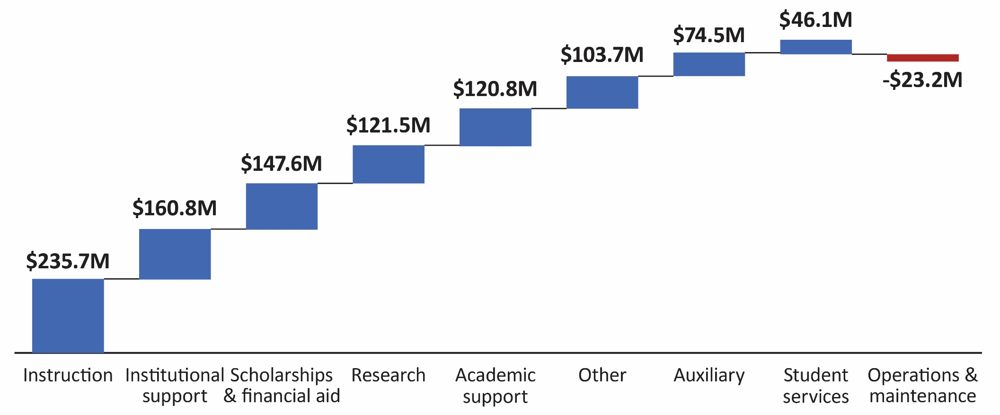 $46.1M
$74.5M
$103.7M
-$23.2M
$120.8M
$121.5M
$147.6M
$160.8M
$235.7M
Instruction
Institutional
support
Scholarships
& financial aid
Research
Academic
support
Other
Auxiliary
Student
services
Operations &
maintenance